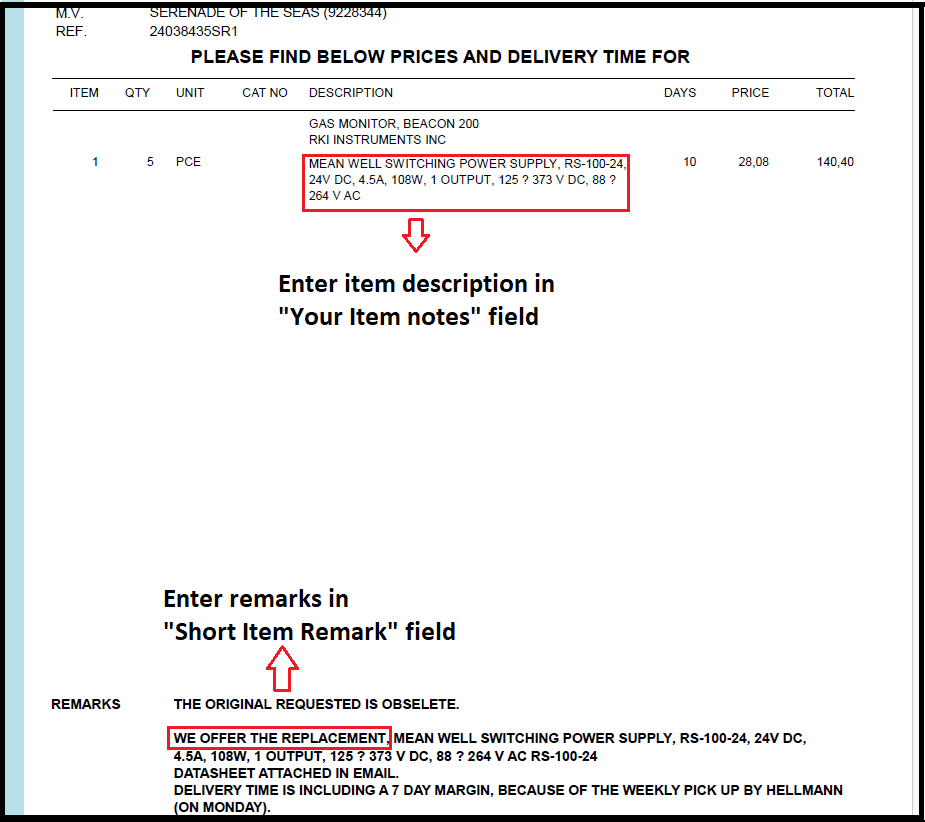 M.V. SERENADE OF THE SEAS (9228344)
REF. 24038435SR1
PLEASE FIND BELOW PRICES AND DELIVERY TIME FOR
ITEM QTY UNIT CAT NO DESCRIPTION DAYS PRICE TOTAL
GAS MONITOR, BEACON 200
RKI INSTRUMENTS INC
1 5 PCE MEAN WELL SWITCHING POWER SUPPLY, RS-100-24, 10 28,08 140,40
24V DC, 4.5A, 108W, 1 OUTPUT, 125 ? 373 V DC, 88 ?
264 V AC
Enter item description in
"Your Item notes" field
Enter remarks in
"Short Item Remark" field
REMARKS THE ORIGINAL REQUESTED IS OBSELETE.
WE OFFER THE REPLACEMENT, MEAN WELL SWITCHING POWER SUPPLY, RS-100-24, 24V DC,
4.5A, 108W, 1 OUTPUT, 125 ? 373 V DC, 88 ? 264 V AC RS-100-24
DATASHEET ATTACHED IN EMAIL.
DELIVERY TIME IS INCLUDING A 7 DAY MARGIN, BECAUSE OF THE WEEKLY PICK UP BY HELLMANN
(ON MONDAY).